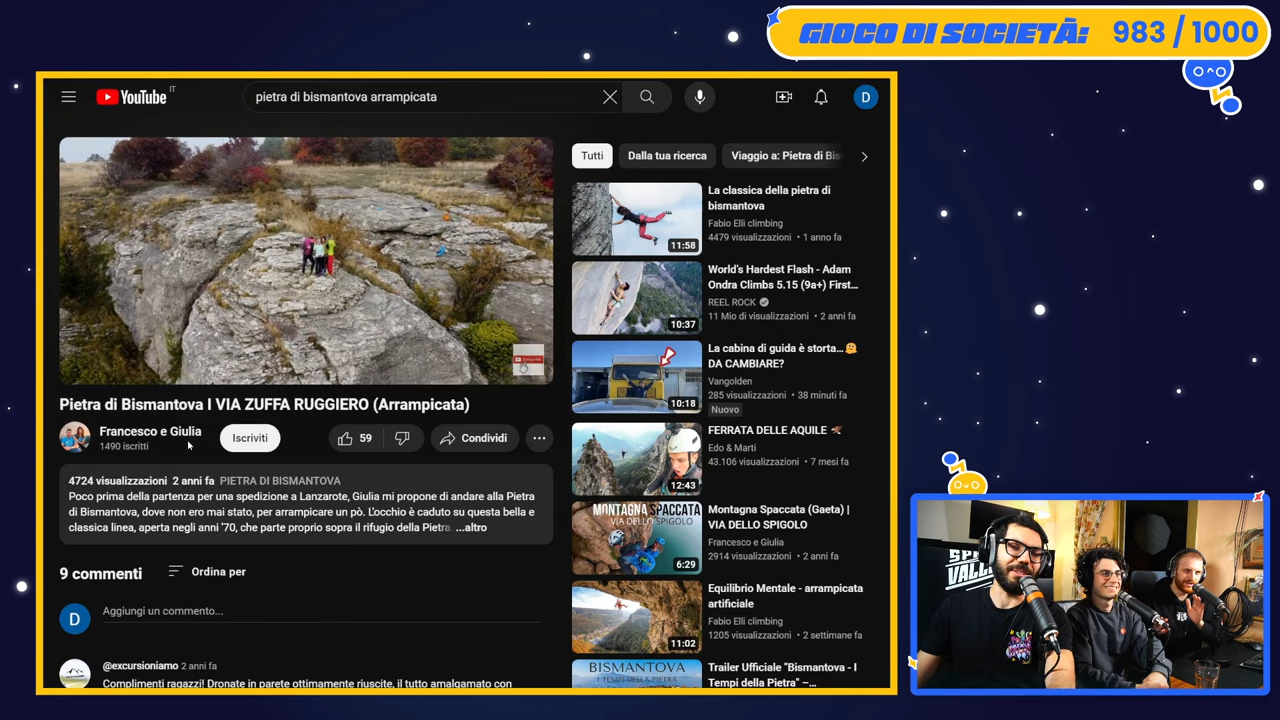 GIOCO DI SOCIETÀ: 983 / 1000
YouTube IT
pietra di bismantova arrampicata
D
Tutti
Dalla tua ricerca
Viaggio a: Pietra di Bis
La classica della pietra di
bismantova
Fabio Elli climbing
4479 visualizzazioni • 1 anno fa
11:58
World's Hardest Flash - Adam
Ondra Climbs 5.15 (9a+) First...
REEL ROCK
11 Mio di visualizzazioni • 2 anni fa
10:37
La cabina di guida è storta...🫠
DA CAMBIARE?
Vangolden
285 visualizzazioni • 38 minuti fa
Nuovo
10:18
Pietra di Bismantova I VIA ZUFFA RUGGIERO (Arrampicata)
Francesco e Giulia
1490 iscritti
Iscriviti
59
Condividi
FERRATA DELLE AQUILE 🦅
Edo & Marti
43.106 visualizzazioni • 7 mesi fa
12:43
4724 visualizzazioni 2 anni fa PIETRA DI BISMANTOVA
Poco prima della partenza per una spedizione a Lanzarote, Giulia mi propone di andare alla Pietra
di Bismantova, dove non ero mai stato, per arrampicare un pò. L'occhio è caduto su questa bella e
classica linea, aperta negli anni '70, che parte proprio sopra il rifugio della Pietra. ...altro
MONTAGNA SPACCATA
VIA DELLO SPIGOLO
6:29
Montagna Spaccata (Gaeta) |
VIA DELLO SPIGOLO
Francesco e Giulia
2914 visualizzazioni • 2 anni fa
9 commenti
Ordina per
D
Aggiungi un commento...
Equilibrio Mentale - arrampicata
artificiale
Fabio Elli climbing
1205 visualizzazioni • 2 settimane fa
11:02
@excursioniamo 2 anni fa
Complimenti ragazzi! Dronate in parete ottimamente riuscite, il tutto amalgamato con
BISMANTOVA
I TEMPI DELLA PIETRA
Trailer Ufficiale "Bismantova - I
Tempi della Pietra" –...